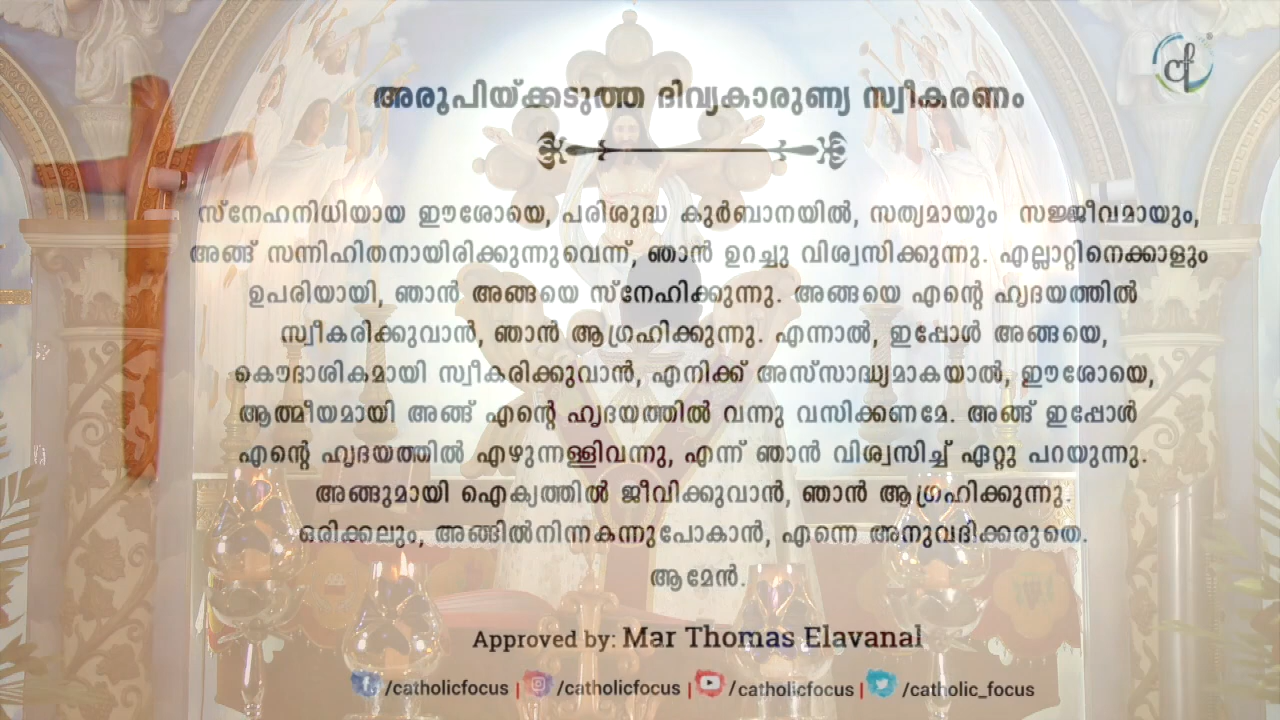 അരൂപിയ്ക്കടുത്ത ദിവ്യകാരുണ്യ സ്വീകരണം
സ്നേഹനിധിയായ ഈശോയെ, പരിശുദ്ധ കുർബാനയിൽ, സത്യമായും സജ്ജീവമായും,
അങ്ങ് സന്നിഹിതനായിരിക്കുന്നുവെന്ന്, ഞാൻ ഉറച്ചു വിശ്വസിക്കുന്നു. എല്ലാറ്റിനെക്കാളും
ഉപരിയായി, ഞാൻ അങ്ങയെ സ്നേഹിക്കുന്നു. അങ്ങയെ എന്റെ ഹൃദയത്തിൽ
സ്വീകരിക്കുവാൻ, ഞാൻ ആഗ്രഹിക്കുന്നു. എന്നാൽ, ഇപ്പോൾ അങ്ങയെ,
കൌദാശികമായി സ്വീകരിക്കുവാൻ, എനിക്ക് അസ്സാദ്ധ്യമാകയാൽ, ഈശോയെ,
ആത്മീയമായി അങ്ങ് എന്റെ ഹൃദയത്തിൽ വന്നു വസിക്കണമേ. അങ്ങ് ഇപ്പോൾ
എന്റെ ഹൃദയത്തിൽ എഴുന്നള്ളിവന്നു, എന്ന് ഞാൻ വിശ്വസിച്ച് ഏറ്റു പറയുന്നു.
അങ്ങുമായി ഐക്യത്തിൽ ജീവിക്കുവാൻ, ഞാൻ ആഗ്രഹിക്കുന്നു.
ഒരിക്കലും, അങ്ങിൽനിന്നകന്നുപോകാൻ, എന്നെ അനുവദിക്കരുതെ.
ആമേൻ.
Approved by: Mar Thomas Elavanal
/catholicfocus | /catholicfocus | /catholicfocus | /catholic_focus